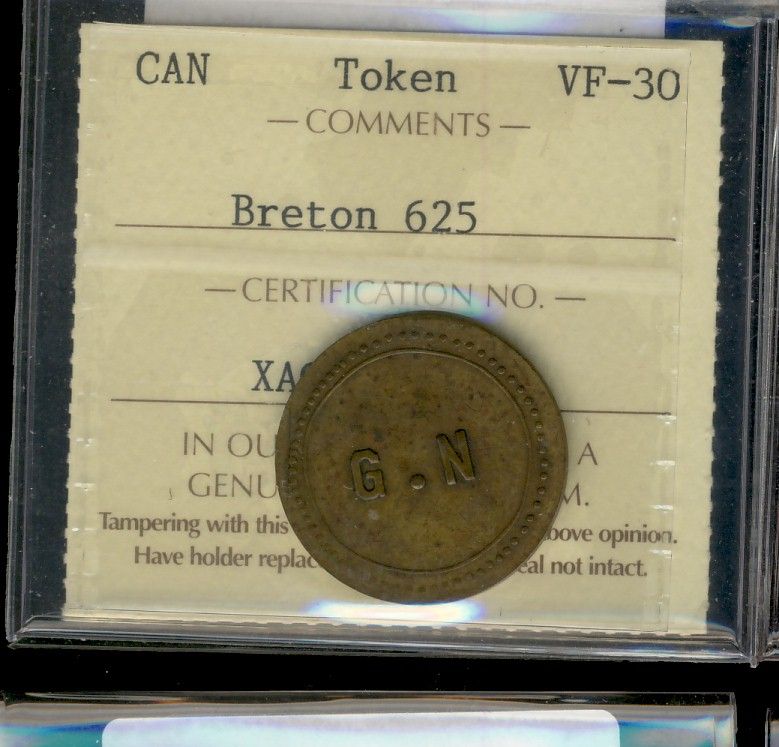 CAN Token VF-30
— COMMENTS —
Breton 625
— CERTIFICATION NO. —
XA
IN OU A
GENU M.
Tampering with this bove opinion.
Have holder replac eal not intact.
G . N